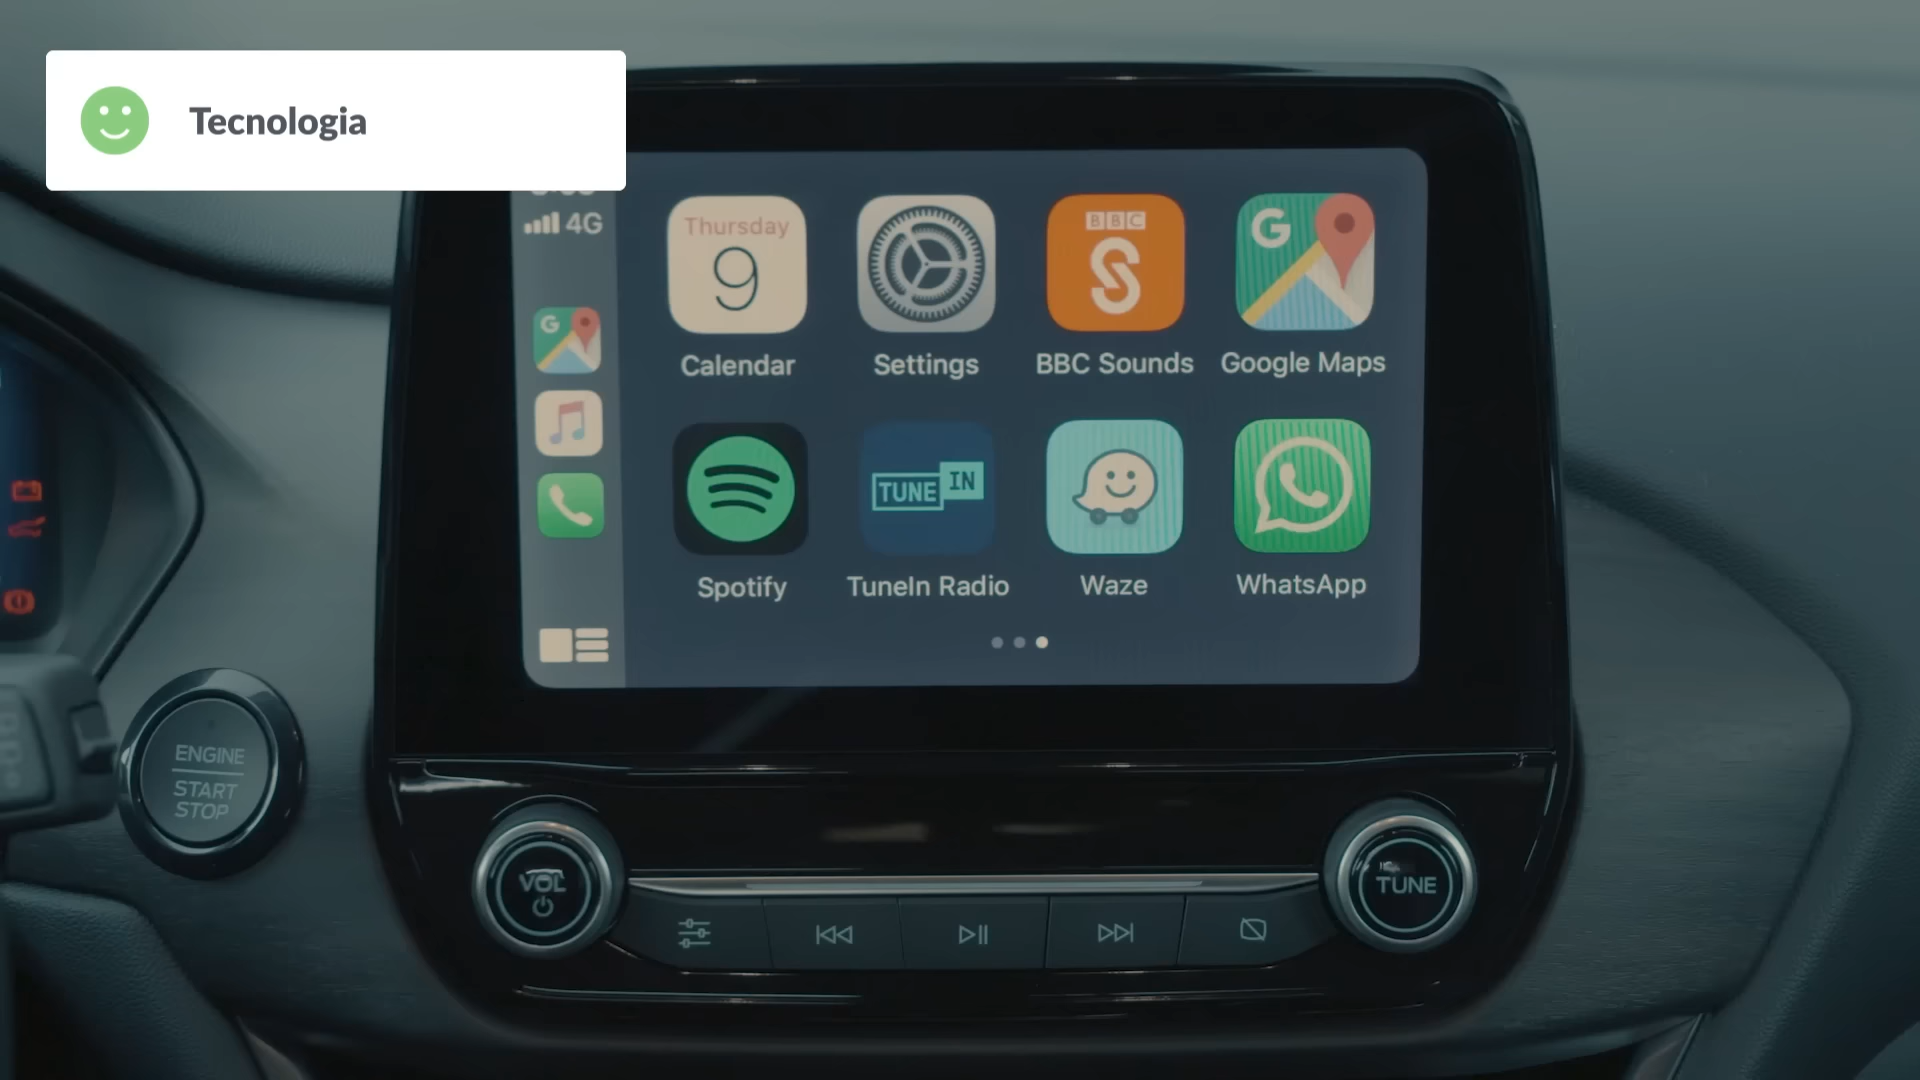 Tecnologia
4G
Thursday
9
Calendar
Settings
BBC
S
BBC Sounds
G
Google Maps
G
Spotify
TUNE IN
TuneIn Radio
Waze
WhatsApp
ENGINE
START
STOP
VOL
TUNE